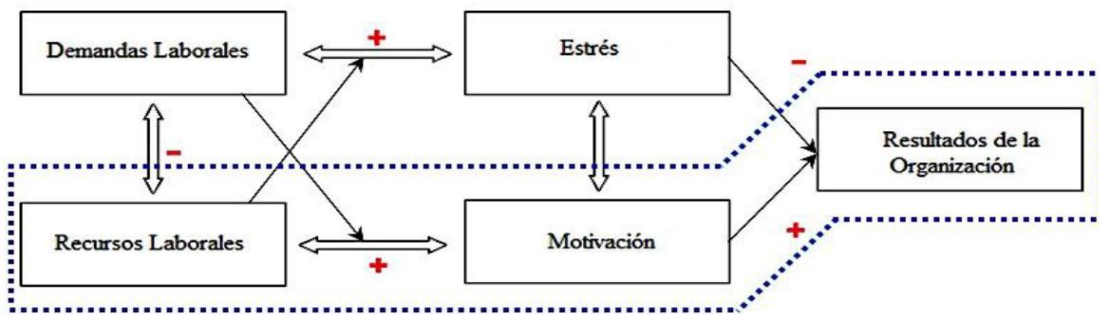 Demandas Laborales
+
Estrés
−
−
Resultados de la
Organización
Recursos Laborales
+
Motivación
+